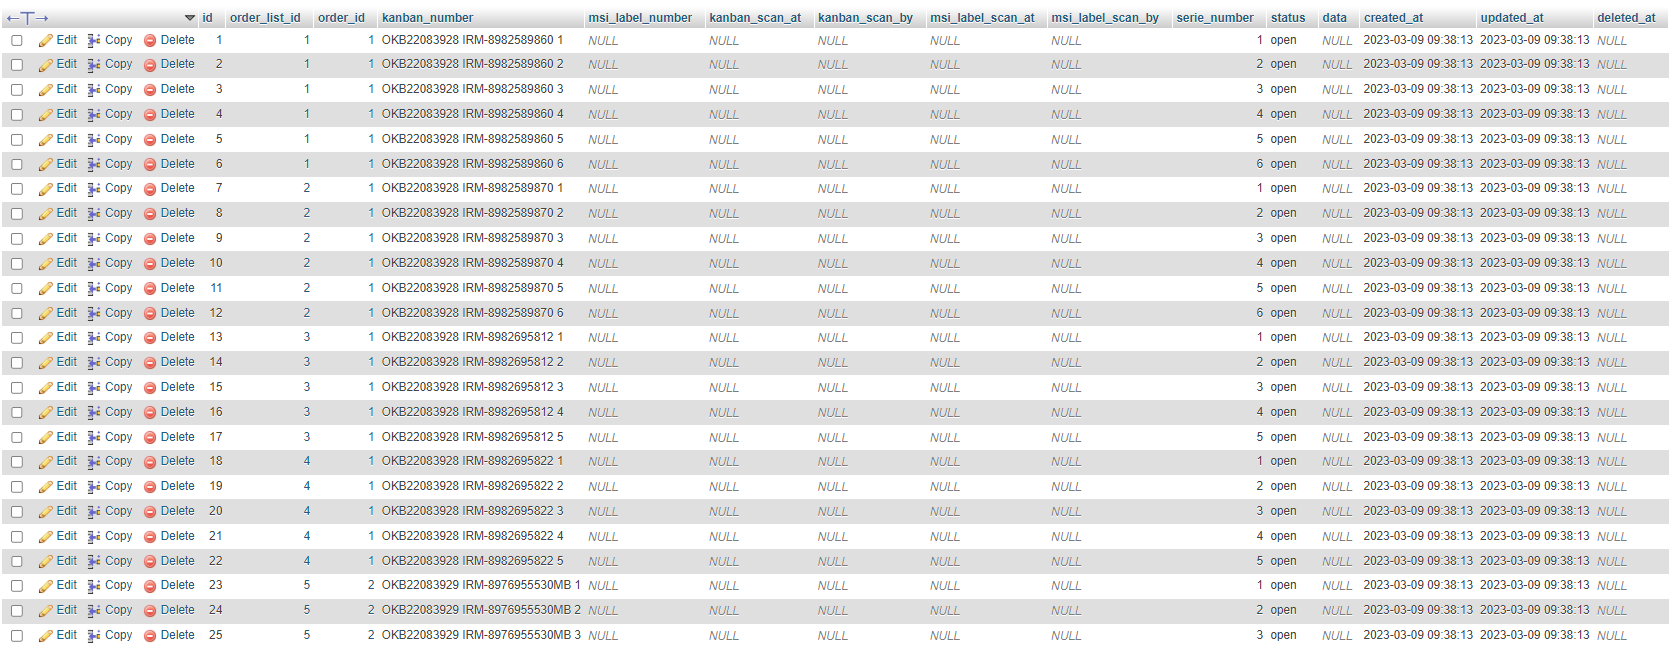 ←T→ id order_list_id order_id kanban_number msi_label_number kanban_scan_at kanban_scan_by msi_label_scan_at msi_label_scan_by serie_number status data created_at updated_at deleted_at
Edit Copy Delete 1 1 1 OKB22083928 IRM-8982589860 1 NULL NULL NULL NULL NULL 1 open NULL 2023-03-09 09:38:13 2023-03-09 09:38:13 NULL
Edit Copy Delete 2 1 1 OKB22083928 IRM-8982589860 2 NULL NULL NULL NULL NULL 2 open NULL 2023-03-09 09:38:13 2023-03-09 09:38:13 NULL
Edit Copy Delete 3 1 1 OKB22083928 IRM-8982589860 3 NULL NULL NULL NULL NULL 3 open NULL 2023-03-09 09:38:13 2023-03-09 09:38:13 NULL
Edit Copy Delete 4 1 1 OKB22083928 IRM-8982589860 4 NULL NULL NULL NULL NULL 4 open NULL 2023-03-09 09:38:13 2023-03-09 09:38:13 NULL
Edit Copy Delete 5 1 1 OKB22083928 IRM-8982589860 5 NULL NULL NULL NULL NULL 5 open NULL 2023-03-09 09:38:13 2023-03-09 09:38:13 NULL
Edit Copy Delete 6 1 1 OKB22083928 IRM-8982589860 6 NULL NULL NULL NULL NULL 6 open NULL 2023-03-09 09:38:13 2023-03-09 09:38:13 NULL
Edit Copy Delete 7 2 1 OKB22083928 IRM-8982589870 1 NULL NULL NULL NULL NULL 1 open NULL 2023-03-09 09:38:13 2023-03-09 09:38:13 NULL
Edit Copy Delete 8 2 1 OKB22083928 IRM-8982589870 2 NULL NULL NULL NULL NULL 2 open NULL 2023-03-09 09:38:13 2023-03-09 09:38:13 NULL
Edit Copy Delete 9 2 1 OKB22083928 IRM-8982589870 3 NULL NULL NULL NULL NULL 3 open NULL 2023-03-09 09:38:13 2023-03-09 09:38:13 NULL
Edit Copy Delete 10 2 1 OKB22083928 IRM-8982589870 4 NULL NULL NULL NULL NULL 4 open NULL 2023-03-09 09:38:13 2023-03-09 09:38:13 NULL
Edit Copy Delete 11 2 1 OKB22083928 IRM-8982589870 5 NULL NULL NULL NULL NULL 5 open NULL 2023-03-09 09:38:13 2023-03-09 09:38:13 NULL
Edit Copy Delete 12 2 1 OKB22083928 IRM-8982589870 6 NULL NULL NULL NULL NULL 6 open NULL 2023-03-09 09:38:13 2023-03-09 09:38:13 NULL
Edit Copy Delete 13 3 1 OKB22083928 IRM-8982695812 1 NULL NULL NULL NULL NULL 1 open NULL 2023-03-09 09:38:13 2023-03-09 09:38:13 NULL
Edit Copy Delete 14 3 1 OKB22083928 IRM-8982695812 2 NULL NULL NULL NULL NULL 2 open NULL 2023-03-09 09:38:13 2023-03-09 09:38:13 NULL
Edit Copy Delete 15 3 1 OKB22083928 IRM-8982695812 3 NULL NULL NULL NULL NULL 3 open NULL 2023-03-09 09:38:13 2023-03-09 09:38:13 NULL
Edit Copy Delete 16 3 1 OKB22083928 IRM-8982695812 4 NULL NULL NULL NULL NULL 4 open NULL 2023-03-09 09:38:13 2023-03-09 09:38:13 NULL
Edit Copy Delete 17 3 1 OKB22083928 IRM-8982695812 5 NULL NULL NULL NULL NULL 5 open NULL 2023-03-09 09:38:13 2023-03-09 09:38:13 NULL
Edit Copy Delete 18 4 1 OKB22083928 IRM-8982695822 1 NULL NULL NULL NULL NULL 1 open NULL 2023-03-09 09:38:13 2023-03-09 09:38:13 NULL
Edit Copy Delete 19 4 1 OKB22083928 IRM-8982695822 2 NULL NULL NULL NULL NULL 2 open NULL 2023-03-09 09:38:13 2023-03-09 09:38:13 NULL
Edit Copy Delete 20 4 1 OKB22083928 IRM-8982695822 3 NULL NULL NULL NULL NULL 3 open NULL 2023-03-09 09:38:13 2023-03-09 09:38:13 NULL
Edit Copy Delete 21 4 1 OKB22083928 IRM-8982695822 4 NULL NULL NULL NULL NULL 4 open NULL 2023-03-09 09:38:13 2023-03-09 09:38:13 NULL
Edit Copy Delete 22 4 1 OKB22083928 IRM-8982695822 5 NULL NULL NULL NULL NULL 5 open NULL 2023-03-09 09:38:13 2023-03-09 09:38:13 NULL
Edit Copy Delete 23 5 2 OKB22083929 IRM-8976955530MB 1 NULL NULL NULL NULL NULL 1 open NULL 2023-03-09 09:38:13 2023-03-09 09:38:13 NULL
Edit Copy Delete 24 5 2 OKB22083929 IRM-8976955530MB 2 NULL NULL NULL NULL NULL 2 open NULL 2023-03-09 09:38:13 2023-03-09 09:38:13 NULL
Edit Copy Delete 25 5 2 OKB22083929 IRM-8976955530MB 3 NULL NULL NULL NULL NULL 3 open NULL 2023-03-09 09:38:13 2023-03-09 09:38:13 NULL